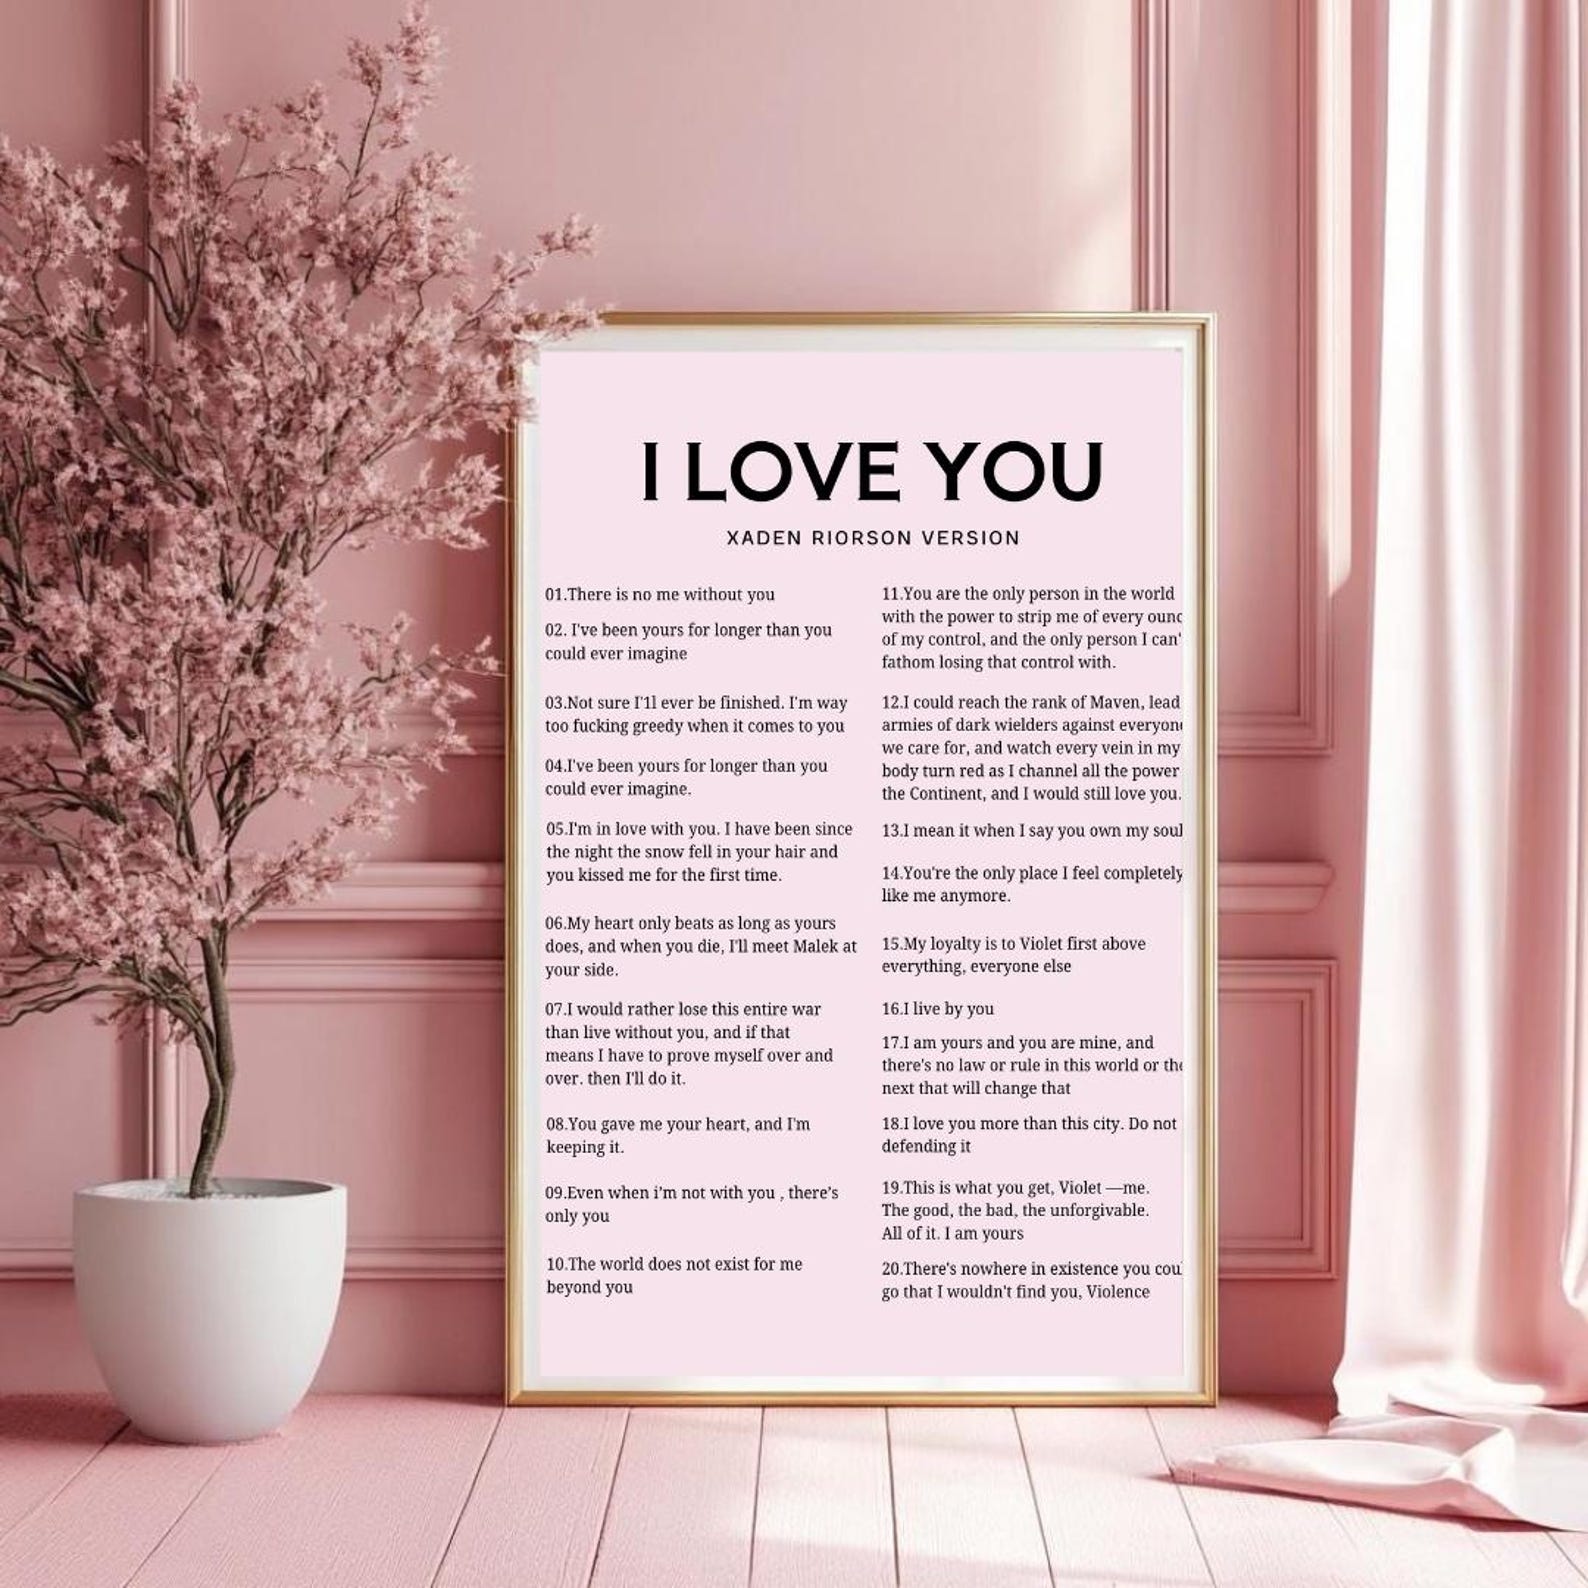 I LOVE YOU
XADEN RIORSON VERSION
01.There is no me without you
02. I've been yours for longer than you
could ever imagine
03.Not sure I'1l ever be finished. I'm way
too fucking greedy when it comes to you
04.I've been yours for longer than you
could ever imagine.
05.I'm in love with you. I have been since
the night the snow fell in your hair and
you kissed me for the first time.
06.My heart only beats as long as yours
does, and when you die, I'll meet Malek at
your side.
07.I would rather lose this entire war
than live without you, and if that
means I have to prove myself over and
over. then I'll do it.
08.You gave me your heart, and I'm
keeping it.
09.Even when i'm not with you , there's
only you
10.The world does not exist for me
beyond you
11.You are the only person in the world
with the power to strip me of every ounc
of my control, and the only person I can'
fathom losing that control with.
12.I could reach the rank of Maven, lead
armies of dark wielders against everyone
we care for, and watch every vein in my
body turn red as I channel all the power
the Continent, and I would still love you.
13.I mean it when I say you own my soul
14.You're the only place I feel completely
like me anymore.
15.My loyalty is to Violet first above
everything, everyone else
16.I live by you
17.I am yours and you are mine, and
there's no law or rule in this world or the
next that will change that
18.I love you more than this city. Do not
defending it
19.This is what you get, Violet —me.
The good, the bad, the unforgivable.
All of it. I am yours
20.There's nowhere in existence you cou
go that I wouldn't find you, Violence